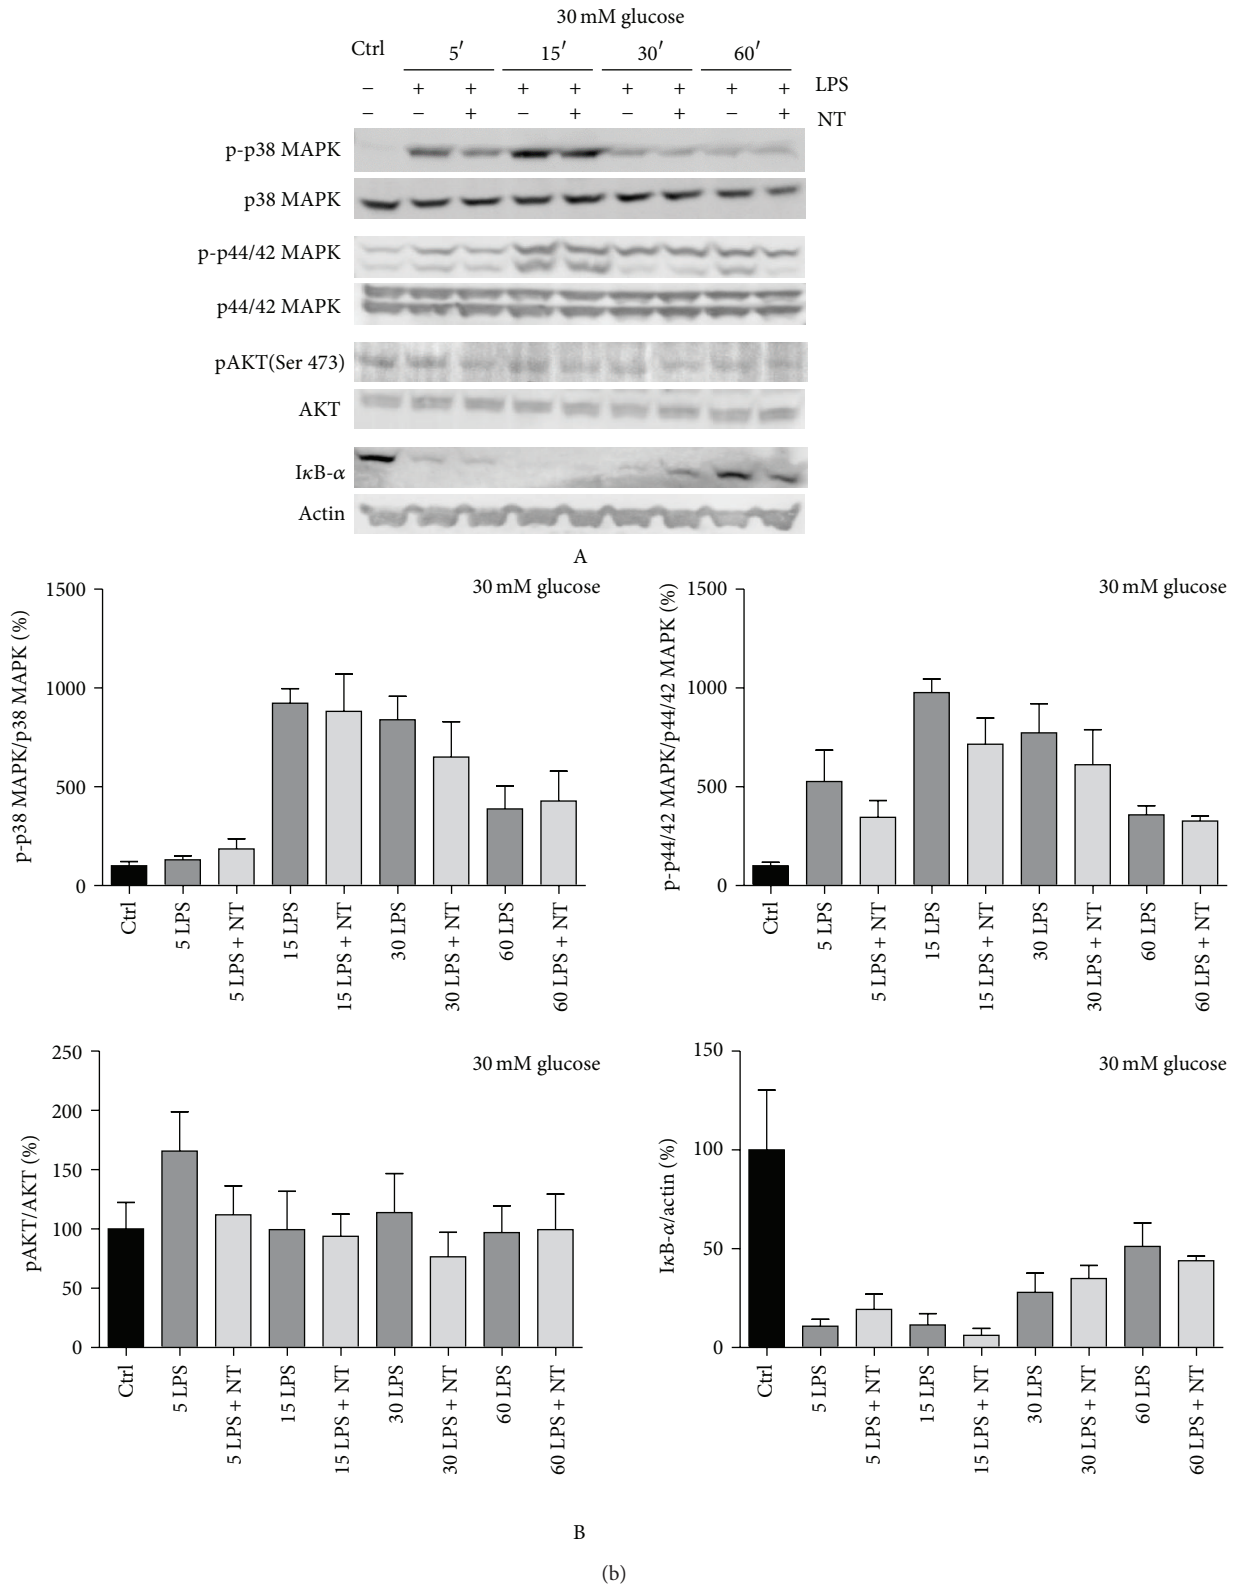 30 mM glucose
Ctrl 5′ 15′ 30′ 60′
− + + + + + + + + LPS
− − + − + − + − + NT
p-p38 MAPK
p38 MAPK
p-p44/42 MAPK
p44/42 MAPK
pAKT(Ser 473)
AKT
IκB-α
Actin
A
p-p38 MAPK/p38 MAPK (%)
30 mM glucose
1500
1000
500
0
Ctrl
5 LPS
5 LPS + NT
15 LPS
15 LPS + NT
30 LPS
30 LPS + NT
60 LPS
60 LPS + NT
p-p44/42 MAPK/p44/42 MAPK (%)
30 mM glucose
1500
1000
500
0
Ctrl
5 LPS
5 LPS + NT
15 LPS
15 LPS + NT
30 LPS
30 LPS + NT
60 LPS
60 LPS + NT
pAKT/AKT (%)
30 mM glucose
250
200
150
100
50
0
Ctrl
5 LPS
5 LPS + NT
15 LPS
15 LPS + NT
30 LPS
30 LPS + NT
60 LPS
60 LPS + NT
IκB-α/actin (%)
30 mM glucose
150
100
50
0
Ctrl
5 LPS
5 LPS + NT
15 LPS
15 LPS + NT
30 LPS
30 LPS + NT
60 LPS
60 LPS + NT
B
(b)